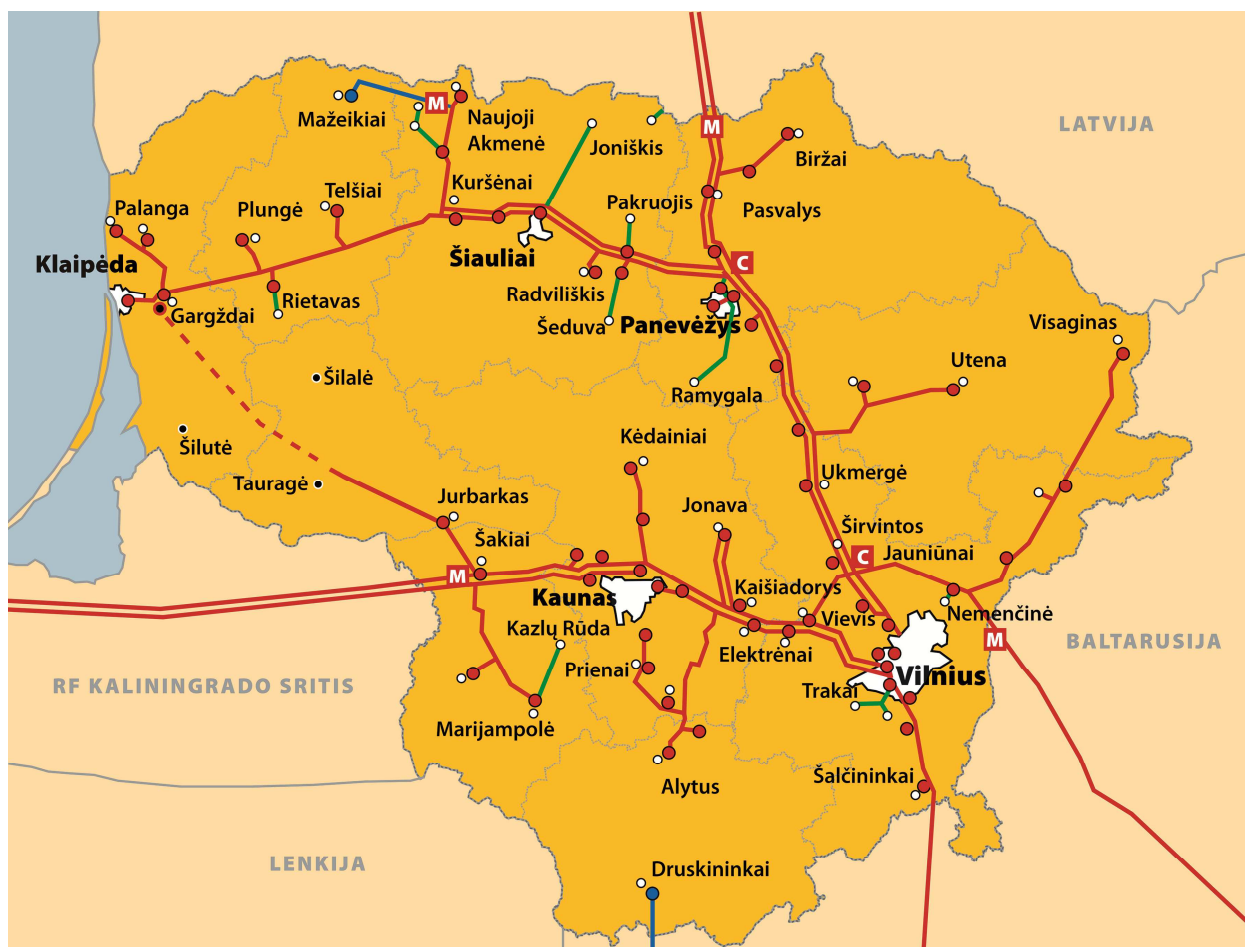 M
Mažeikiai
Naujoji
Akmenė
Joniškis
M
Biržai
LATVIJA
Telšiai
Kuršėnai
Palanga
Plungė
Pakruojis
Pasvalys
Klaipėda
Šiauliai
C
Radviliškis
Rietavas
Gargždai
Šeduva
Panevėžys
Visaginas
Utena
Šilalė
Ramygala
Šilutė
Kėdainiai
Ukmergė
Tauragė
Jurbarkas
Jonava
Širvintos
Šakiai
Jauniūnai
C
M
Kaunas
Kaišiadorys
Nemenčinė
Vievis
Kazlų Rūda
M
BALTARUSIJA
Elektrėnai
Prienai
Vilnius
RF KALININGRADO SRITIS
Trakai
Marijampolė
Šalčininkai
Alytus
LENKIJA
Druskininkai